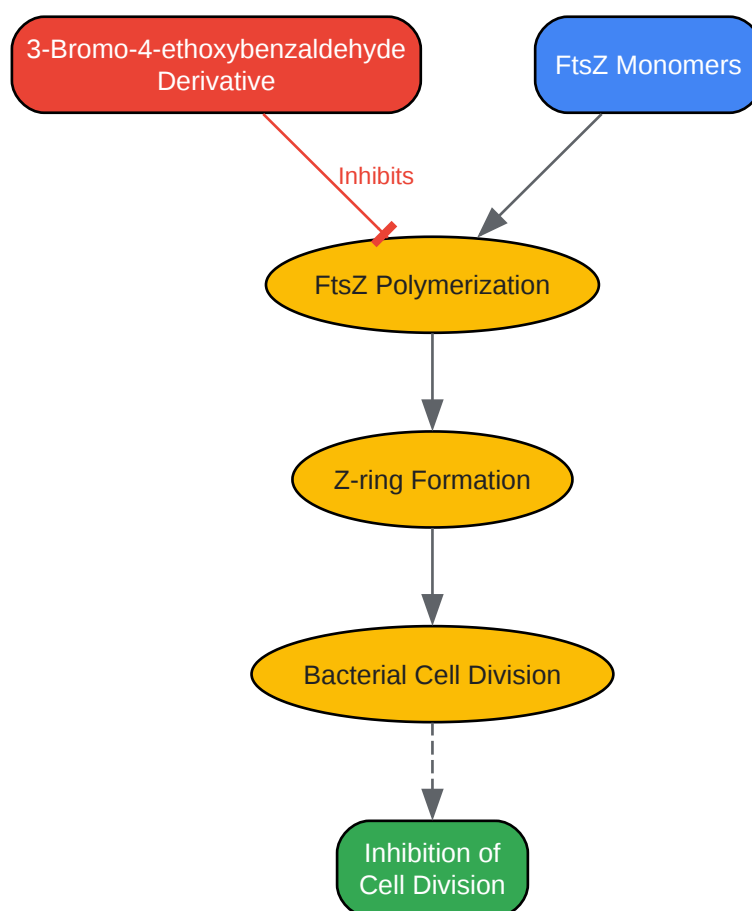 3-Bromo-4-ethoxybenzaldehyde
Derivative
FtsZ Monomers
Inhibits
FtsZ Polymerization
Z-ring Formation
Bacterial Cell Division
Inhibition of
Cell Division